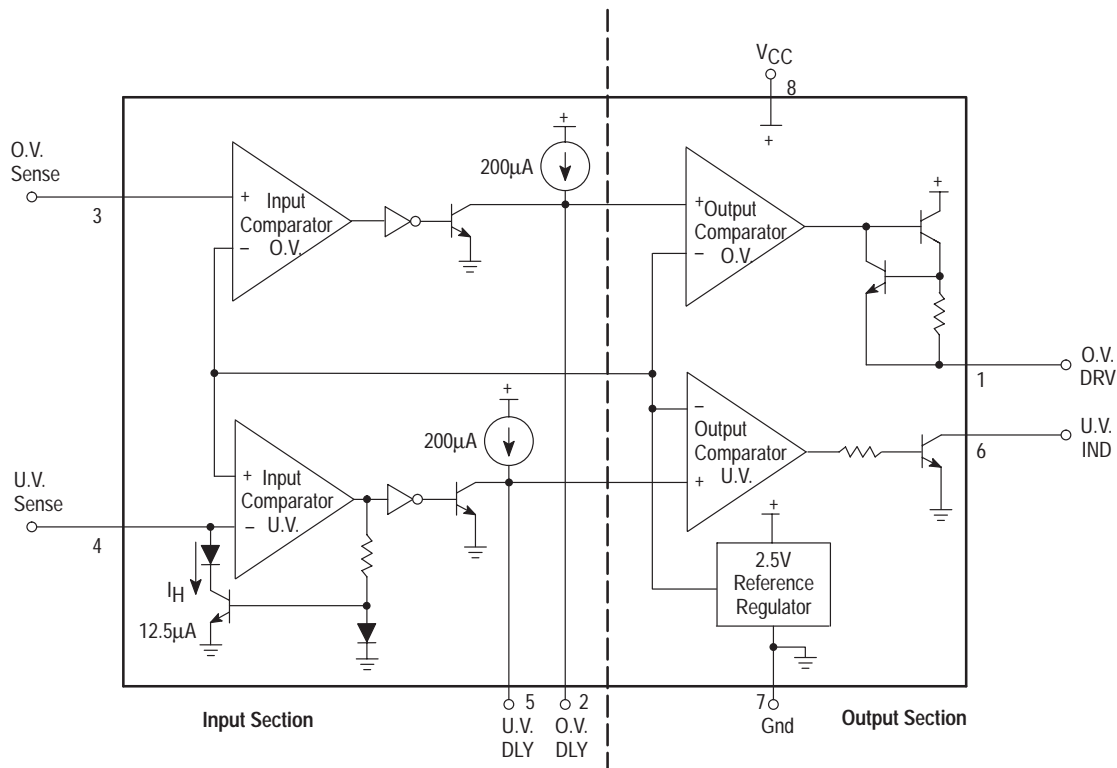 VCC
8
+
O.V.
Sense
3
+
Input
Comparator
O.V.
−
+
200µA
+
Output
Comparator
O.V.
−
+
1
O.V.
DRV
U.V.
Sense
4
+
Input
Comparator
U.V.
−
+
200µA
−
Output
Comparator
U.V.
+
6
U.V.
IND
IH
12.5µA
+
2.5V
Reference
Regulator
Input Section
5
U.V.
DLY
2
O.V.
DLY
7
Gnd
Output Section